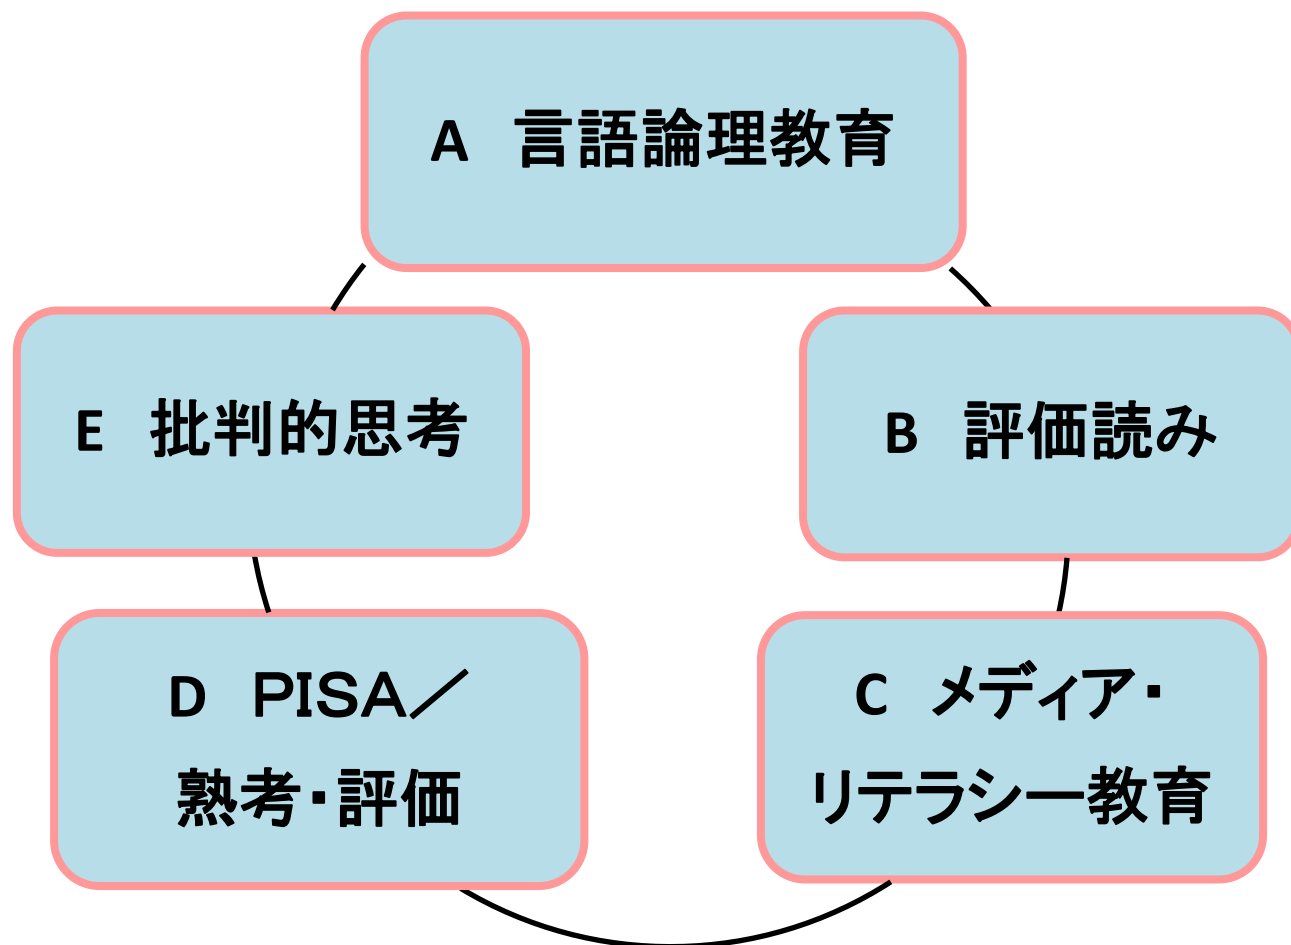 A　言語論理教育
B　評価読み
C　メディア・
リテラシー教育
D　ＰＩＳＡ／
熟考・評価
E　批判的思考